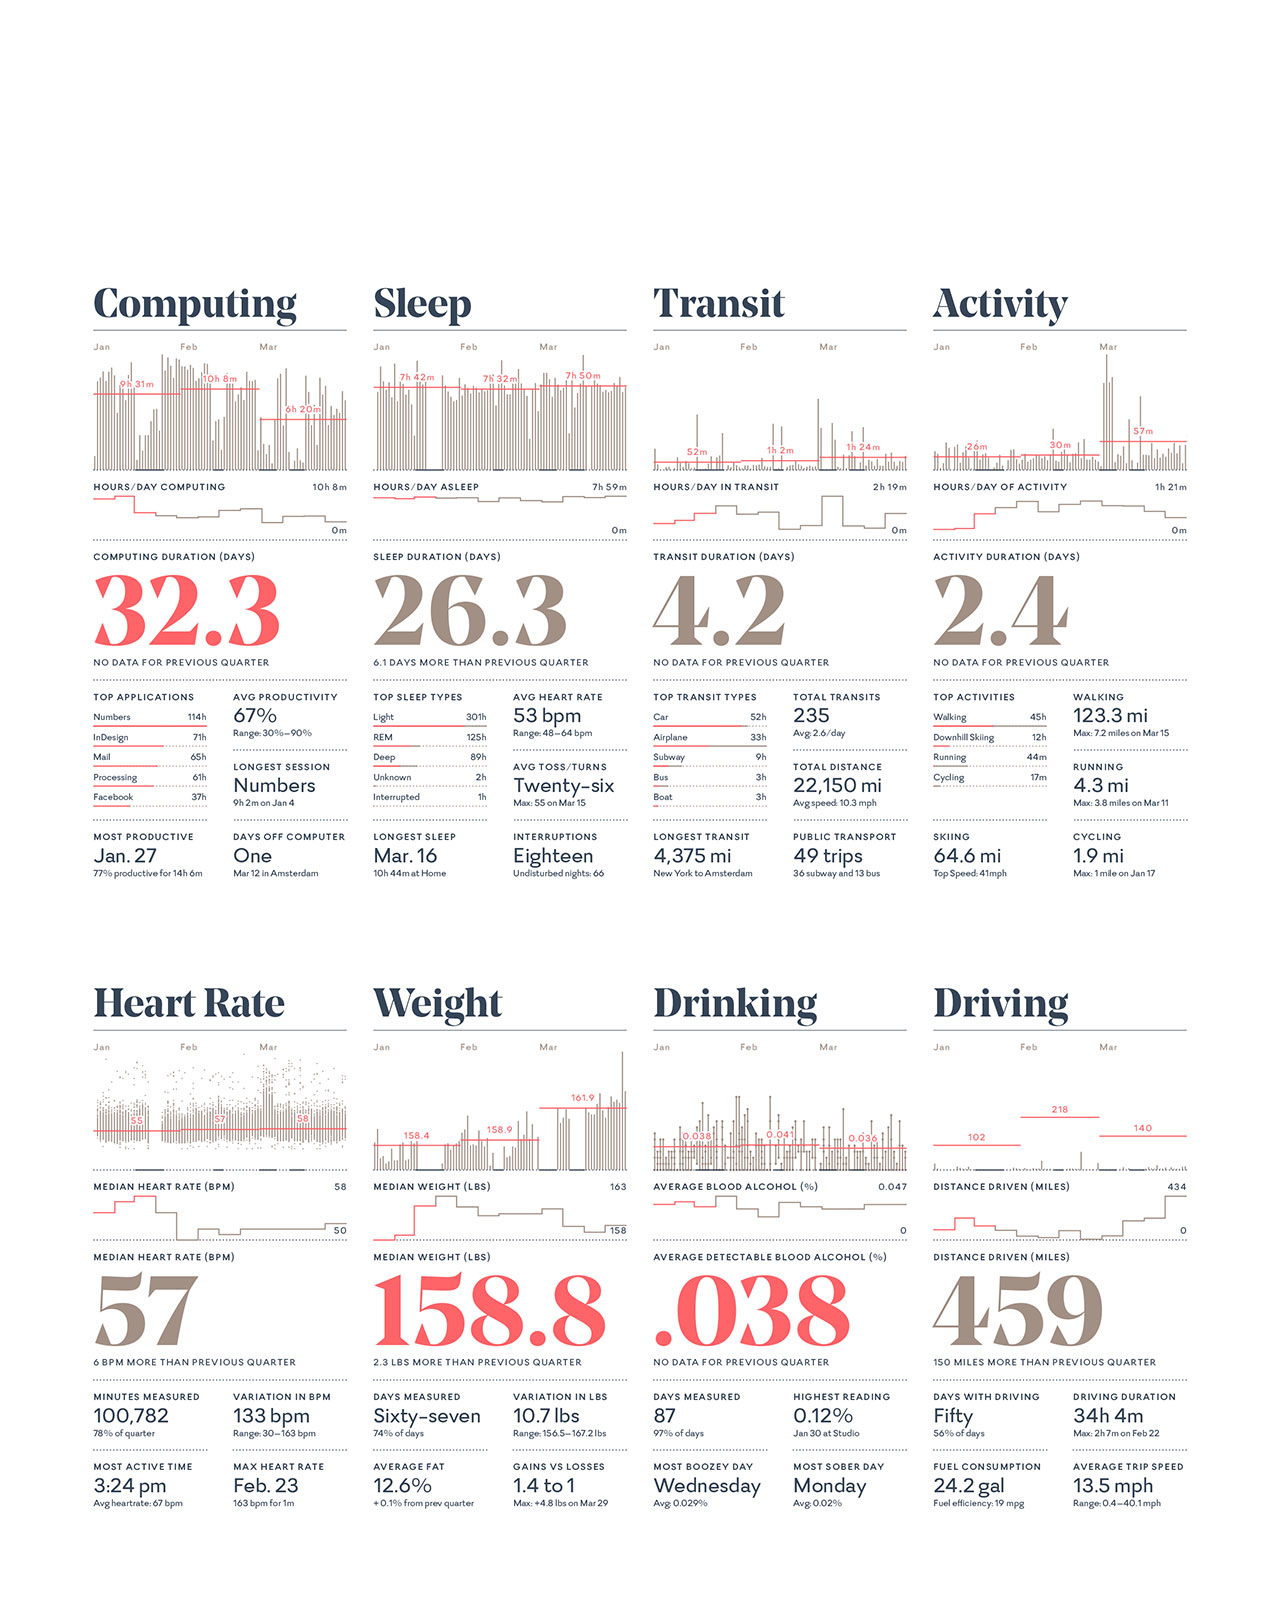 Computing
Jan Feb Mar
9h 31m 10h 8m 6h 20m
HOURS/DAY COMPUTING 10h 8m
0m
COMPUTING DURATION (DAYS)
32.3
NO DATA FOR PREVIOUS QUARTER
TOP APPLICATIONS
Numbers 114h
InDesign 71h
Mail 65h
Processing 61h
Facebook 37h
AVG PRODUCTIVITY
67%
Range: 30%–90%
LONGEST SESSION
Numbers
9h 2m on Jan 4
MOST PRODUCTIVE
Jan. 27
77% productive for 14h 6m
DAYS OFF COMPUTER
One
Mar 12 in Amsterdam
Sleep
Jan Feb Mar
7h 42m 7h 32m 7h 50m
HOURS/DAY ASLEEP 7h 59m
0m
SLEEP DURATION (DAYS)
26.3
6.1 DAYS MORE THAN PREVIOUS QUARTER
TOP SLEEP TYPES
Light 301h
REM 125h
Deep 89h
Unknown 2h
Interrupted 1h
AVG HEART RATE
53 bpm
Range: 48–64 bpm
AVG TOSS/TURNS
Twenty-six
Max: 55 on Mar 15
LONGEST SLEEP
Mar. 16
10h 44m at Home
INTERRUPTIONS
Eighteen
Undisturbed nights: 66
Transit
Jan Feb Mar
52m 1h 2m 1h 24m
HOURS/DAY IN TRANSIT 2h 19m
0m
TRANSIT DURATION (DAYS)
4.2
NO DATA FOR PREVIOUS QUARTER
TOP TRANSIT TYPES
Car 52h
Airplane 33h
Subway 9h
Bus 3h
Boat 3h
TOTAL TRANSITS
235
Avg: 2.6/day
TOTAL DISTANCE
22,150 mi
Avg speed: 10.3 mph
LONGEST TRANSIT
4,375 mi
New York to Amsterdam
PUBLIC TRANSPORT
49 trips
36 subway and 13 bus
Activity
Jan Feb Mar
26m 30m 57m
HOURS/DAY OF ACTIVITY 1h 21m
0m
ACTIVITY DURATION (DAYS)
2.4
NO DATA FOR PREVIOUS QUARTER
TOP ACTIVITIES
Walking 45h
Downhill Skiing 12h
Running 44m
Cycling 17m
WALKING
123.3 mi
Max: 7.2 miles on Mar 15
RUNNING
4.3 mi
Max: 3.8 miles on Mar 11
SKIING
64.6 mi
Top Speed: 41mph
CYCLING
1.9 mi
Max: 1 mile on Jan 17
Heart Rate
Jan Feb Mar
55 57 58
MEDIAN HEART RATE (BPM) 58
50
MEDIAN HEART RATE (BPM)
57
6 BPM MORE THAN PREVIOUS QUARTER
MINUTES MEASURED
100,782
78% of quarter
VARIATION IN BPM
133 bpm
Range: 30–163 bpm
MOST ACTIVE TIME
3:24 pm
Avg heartrate: 67 bpm
MAX HEART RATE
Feb. 23
163 bpm for 1m
Weight
Jan Feb Mar
158.4 158.9 161.9
MEDIAN WEIGHT (LBS) 163
158
MEDIAN WEIGHT (LBS)
158.8
2.3 LBS MORE THAN PREVIOUS QUARTER
DAYS MEASURED
Sixty-seven
74% of days
VARIATION IN LBS
10.7 lbs
Range: 156.5–167.2 lbs
AVERAGE FAT
12.6%
+0.1% from prev quarter
GAINS VS LOSSES
1.4 to 1
Max: +4.8 lbs on Mar 29
Drinking
Jan Feb Mar
0.038 0.041 0.036
AVERAGE BLOOD ALCOHOL (%) 0.047
0
AVERAGE DETECTABLE BLOOD ALCOHOL (%)
.038
NO DATA FOR PREVIOUS QUARTER
DAYS MEASURED
87
97% of days
HIGHEST READING
0.12%
Jan 30 at Studio
MOST BOOZEY DAY
Wednesday
Avg: 0.029%
MOST SOBER DAY
Monday
Avg: 0.02%
Driving
Jan Feb Mar
102 218 140
DISTANCE DRIVEN (MILES) 434
0
DISTANCE DRIVEN (MILES)
459
150 MILES MORE THAN PREVIOUS QUARTER
DAYS WITH DRIVING
Fifty
56% of days
DRIVING DURATION
34h 4m
Max: 2h 7m on Feb 22
FUEL CONSUMPTION
24.2 gal
Fuel efficiency: 19 mpg
AVERAGE TRIP SPEED
13.5 mph
Range: 0.4–40.1 mph